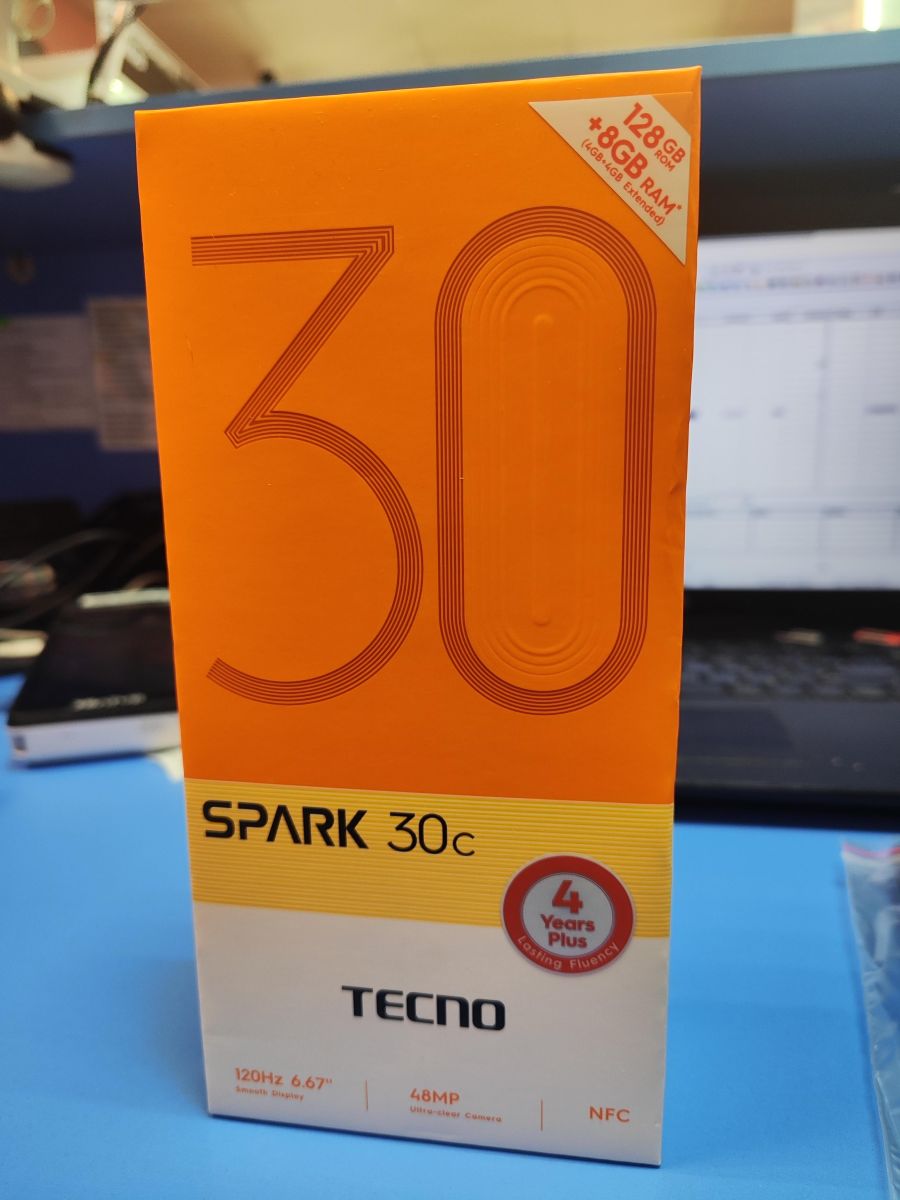 128GB
ROM
+8GB RAM*
(4GB+4GB Extended)
30
SPARK 30C
4
Years
Plus
Lasting Fluency
TECNO
120Hz 6.67"
Smooth Display
48MP
Ultra-clear Camera
NFC